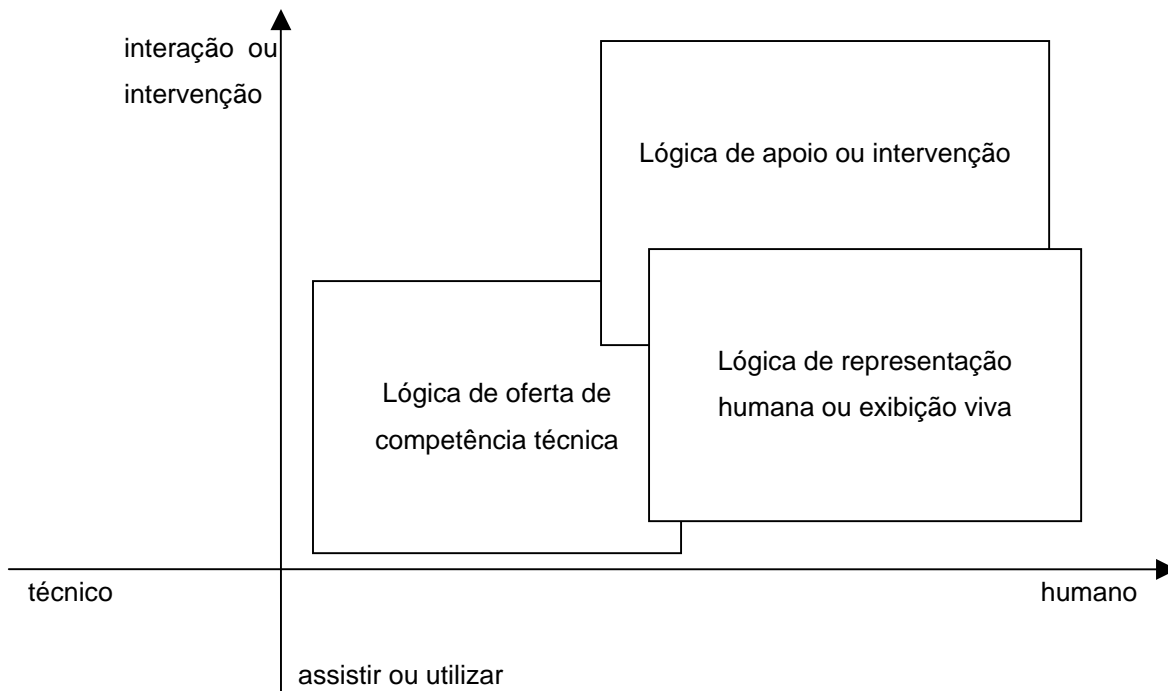 interação ou
intervenção
Lógica de apoio ou intervenção
Lógica de representação
humana ou exibição viva
Lógica de oferta de
competência técnica
técnico
humano
assistir ou utilizar